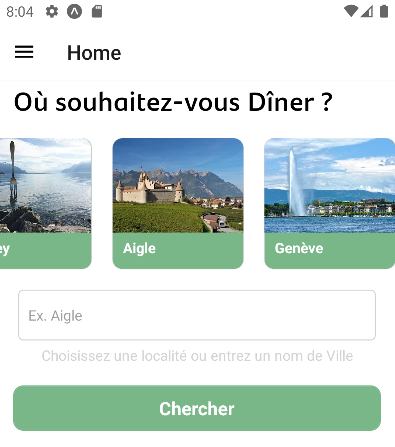 8:04
Home
Où souhaitez-vous Dîner ?
ey
Aigle
Genève
Ex. Aigle
Choisissez une localité ou entrez un nom de Ville
Chercher